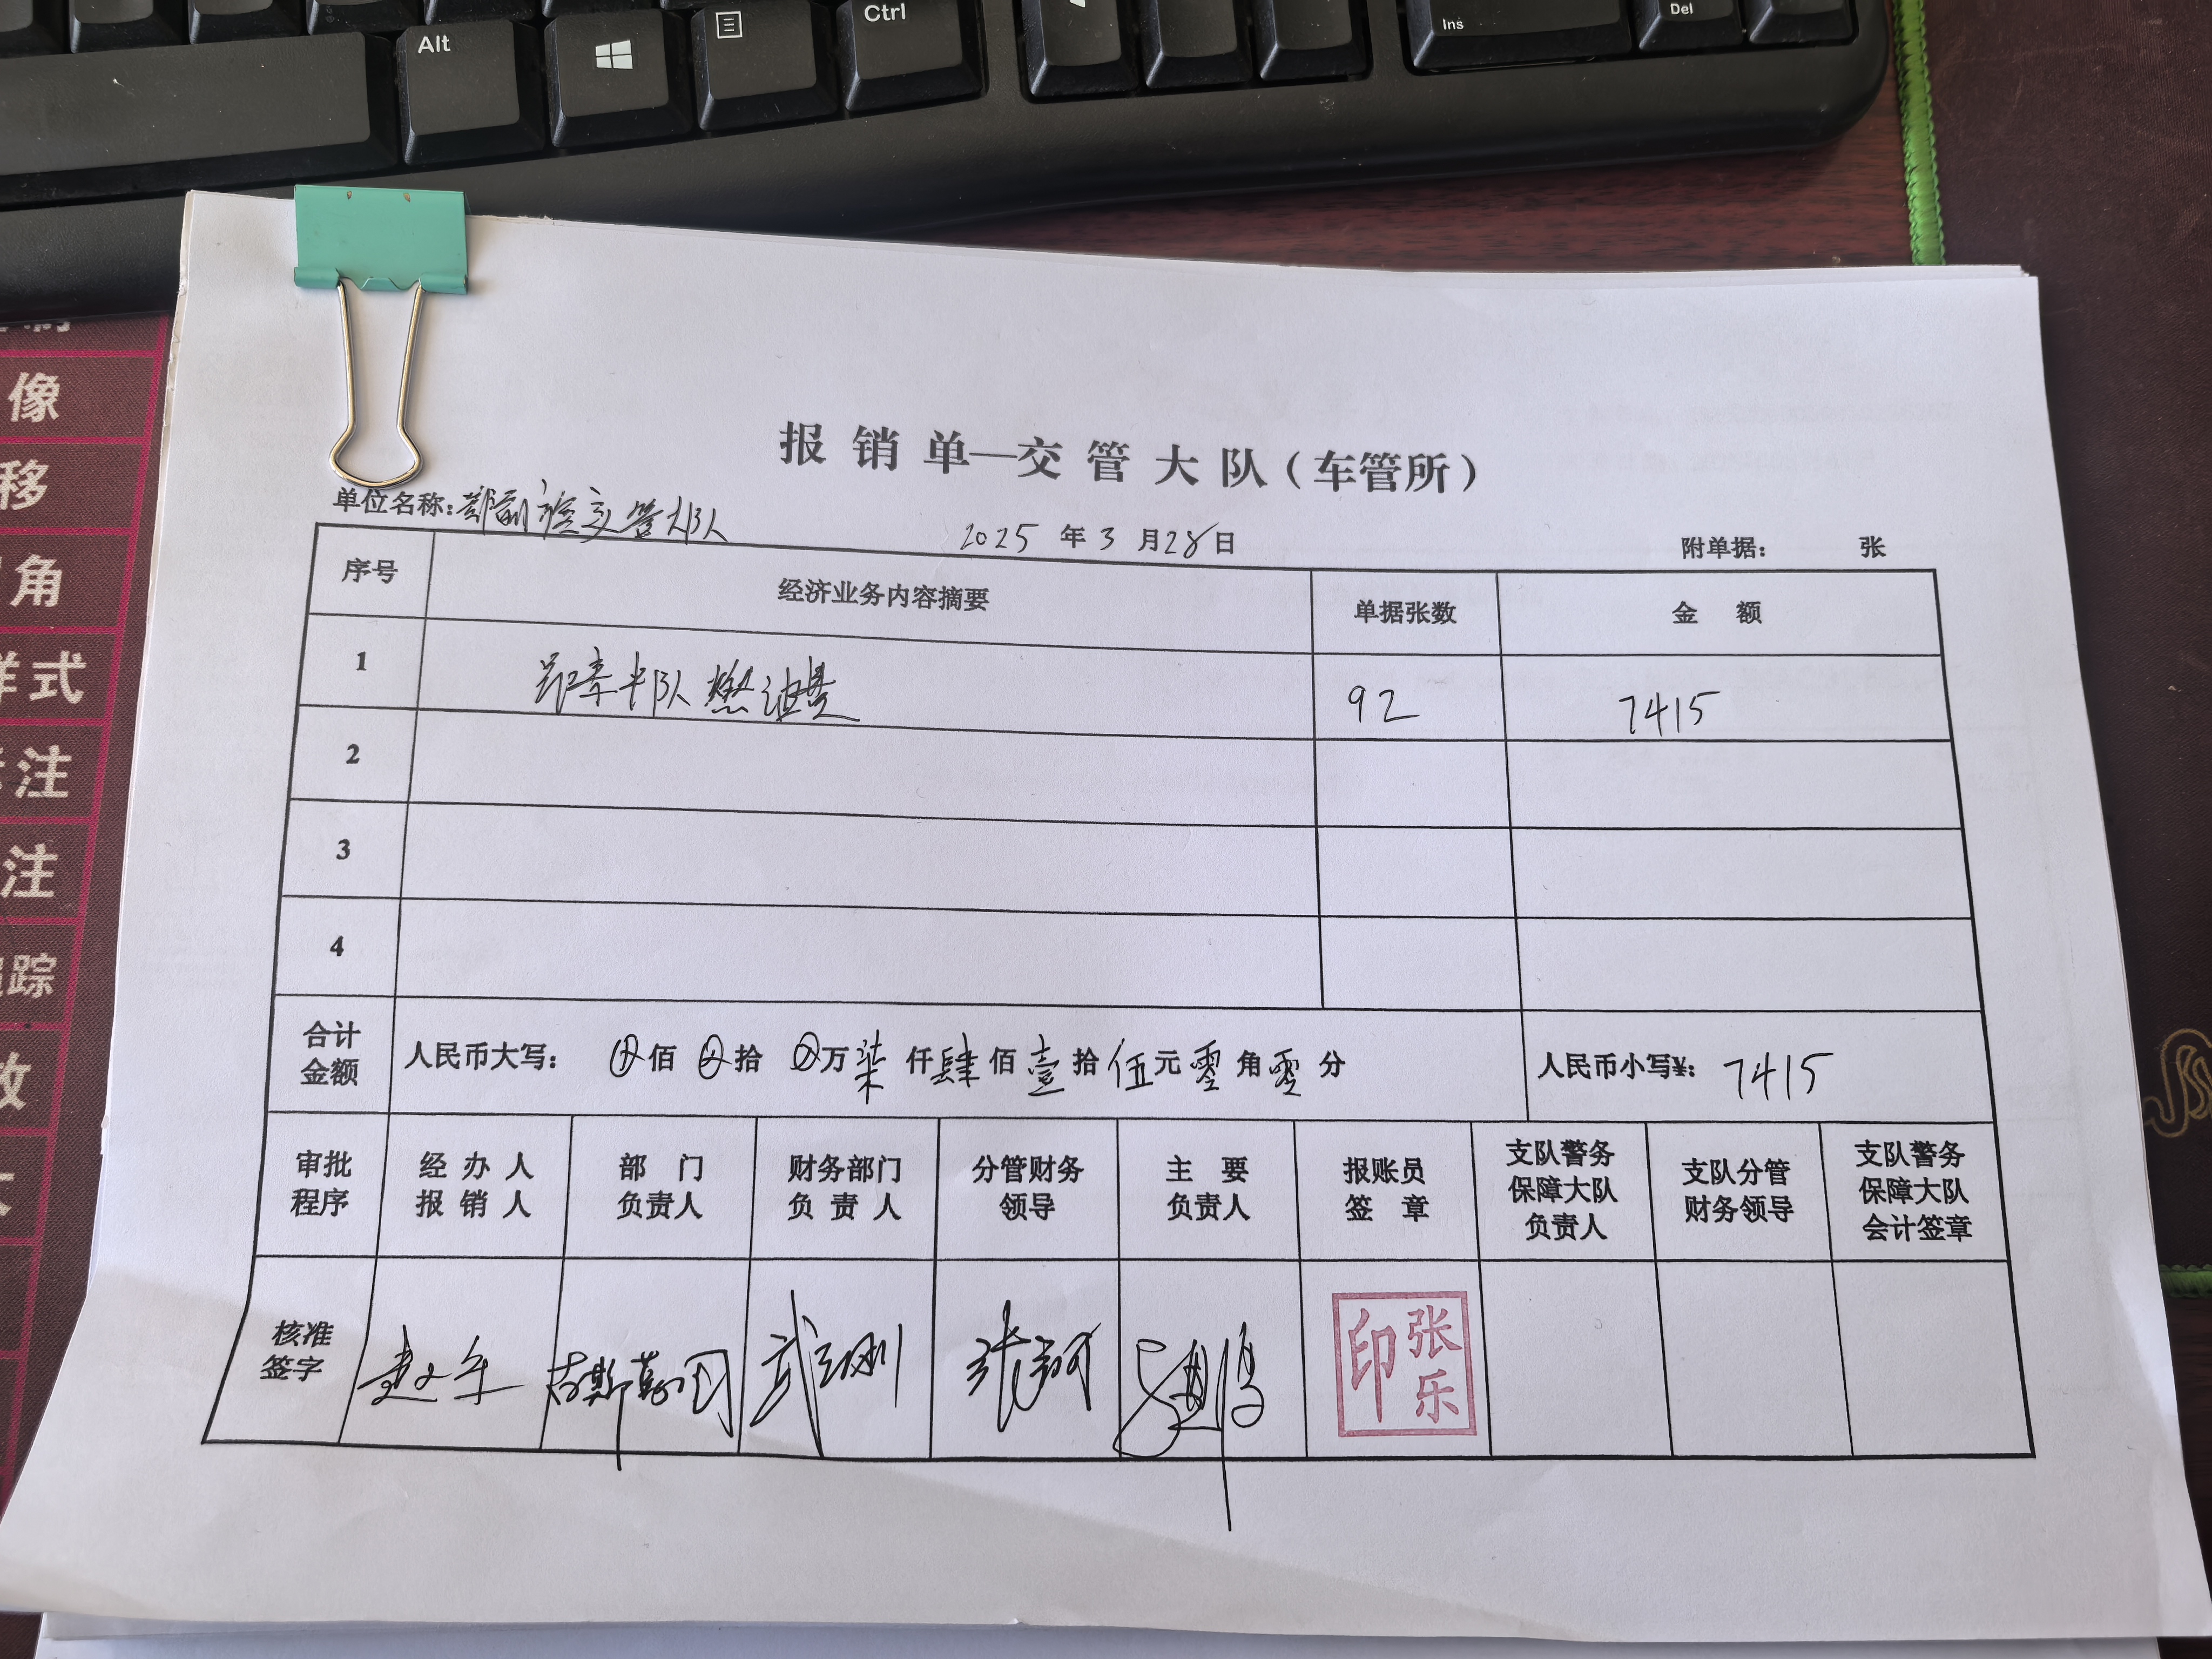 Alt
Ctrl
Ins
Del
像
移
角
样式
注
注
追踪
报销单—交管大队(车管所)
单位名称: 交管大队
2025 年 3 月 28 日
附单据: 张
序号 经济业务内容摘要 单据张数 金额
1 中队燃油费 92 7415
2
3
4
合计金额 人民币大写: 佰 拾 万 柒仟肆佰壹拾伍元零角零分 人民币小写¥: 7415
审批程序 经办人报销人 部门负责人 财务部门负责人 分管财务领导 主要负责人 报账员签章 支队警务保障大队负责人 支队分管财务领导 支队警务保障大队会计签章
核准签字 张乐印